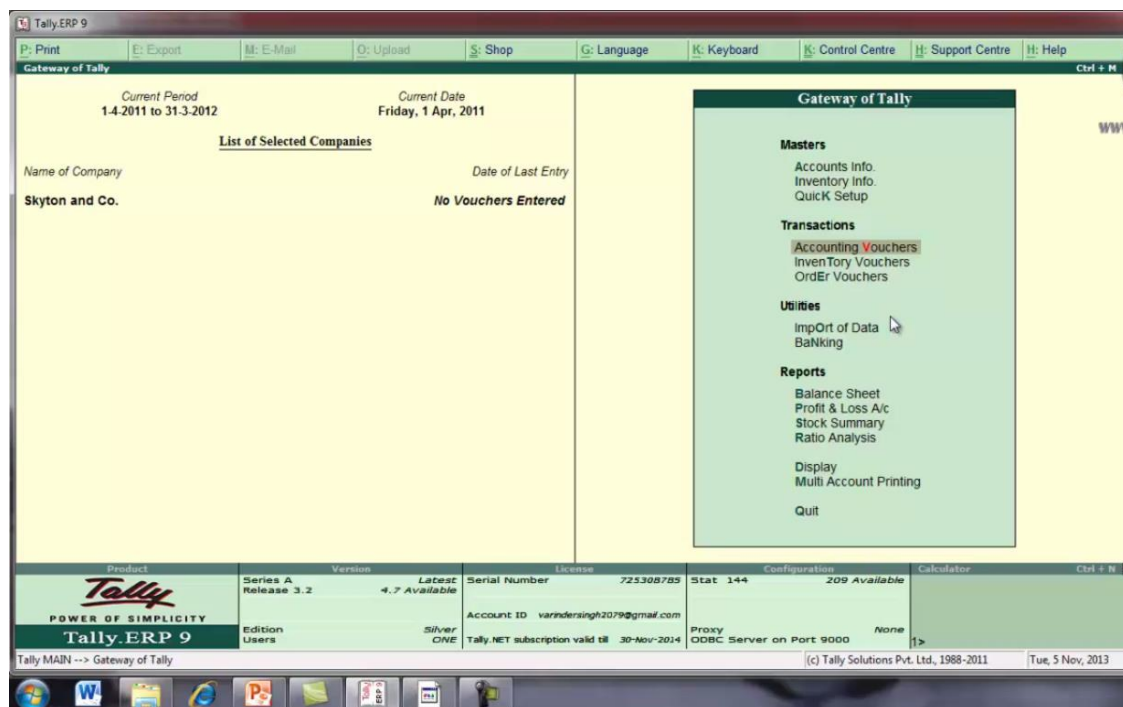 Tally.ERP 9
P: Print E: Export M: E-Mail O: Upload S: Shop G: Language K: Keyboard K: Control Centre H: Support Centre H: Help
Gateway of Tally Ctrl + M
Current Period Current Date
1-4-2011 to 31-3-2012 Friday, 1 Apr, 2011
List of Selected Companies
Name of Company Date of Last Entry
Skyton and Co. No Vouchers Entered
Gateway of Tally
Masters
Accounts Info.
Inventory Info.
QuicK Setup
Transactions
Accounting Vouchers
InvenTory Vouchers
OrdEr Vouchers
Utilities
ImpOrt of Data
BaNking
Reports
Balance Sheet
Profit & Loss A/c
Stock Summary
Ratio Analysis
Display
Multi Account Printing
Quit
Product Version License Configuration Calculator Ctrl + N
Tally
POWER OF SIMPLICITY
Tally.ERP 9
Series A Latest
Release 3.2 4.7 Available
Edition Silver
Users ONE
Serial Number 725308785
Account ID varindersingh2079@gmail.com
Tally.NET subscription valid till 30-Nov-2014
Stat 144 209 Available
Proxy None
ODBC Server on Port 9000
1>
Tally MAIN --> Gateway of Tally (c) Tally Solutions Pvt. Ltd., 1988-2011 Tue, 5 Nov, 2013